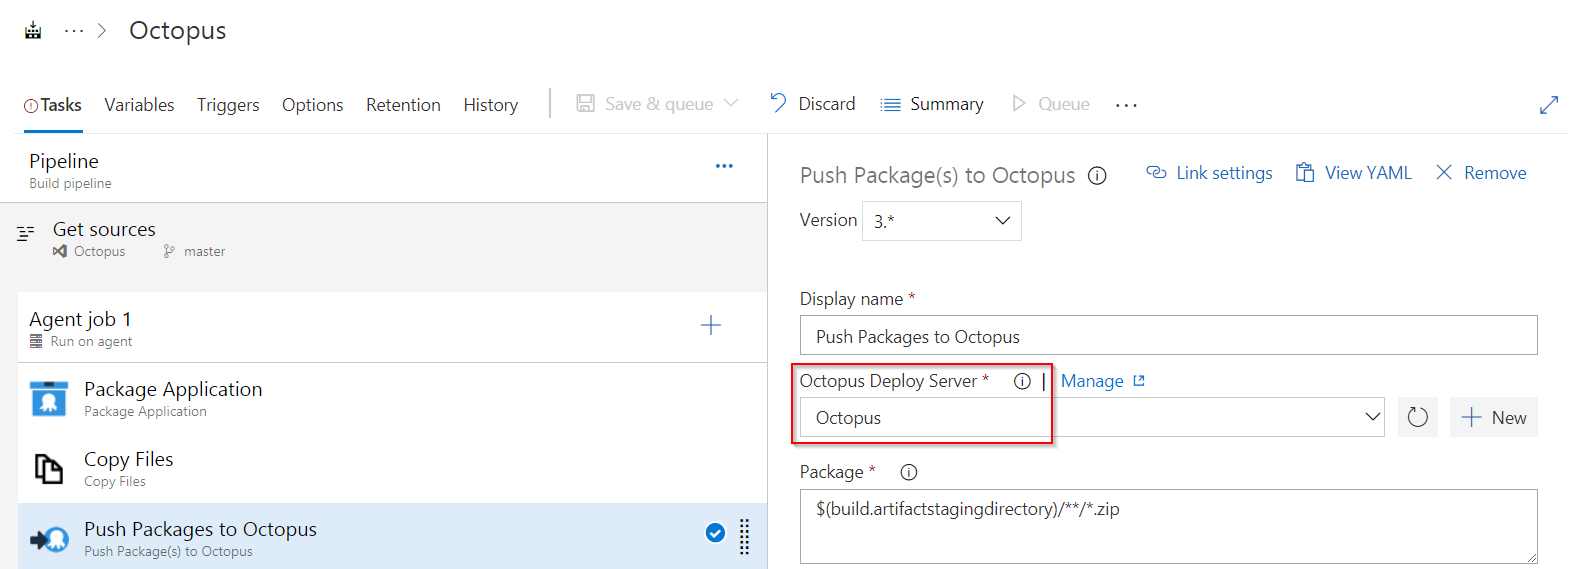 ··· > Octopus
Tasks Variables Triggers Options Retention History Save & queue Discard Summary Queue ···
Pipeline ···
Build pipeline
Get sources
Octopus master
Agent job 1
Run on agent
Package Application
Package Application
Copy Files
Copy Files
Push Packages to Octopus
Push Package(s) to Octopus
Push Package(s) to Octopus Link settings View YAML Remove
Version 3.*
Display name *
Push Packages to Octopus
Octopus Deploy Server * | Manage
Octopus New
Package *
$(build.artifactstagingdirectory)/**/*.zip